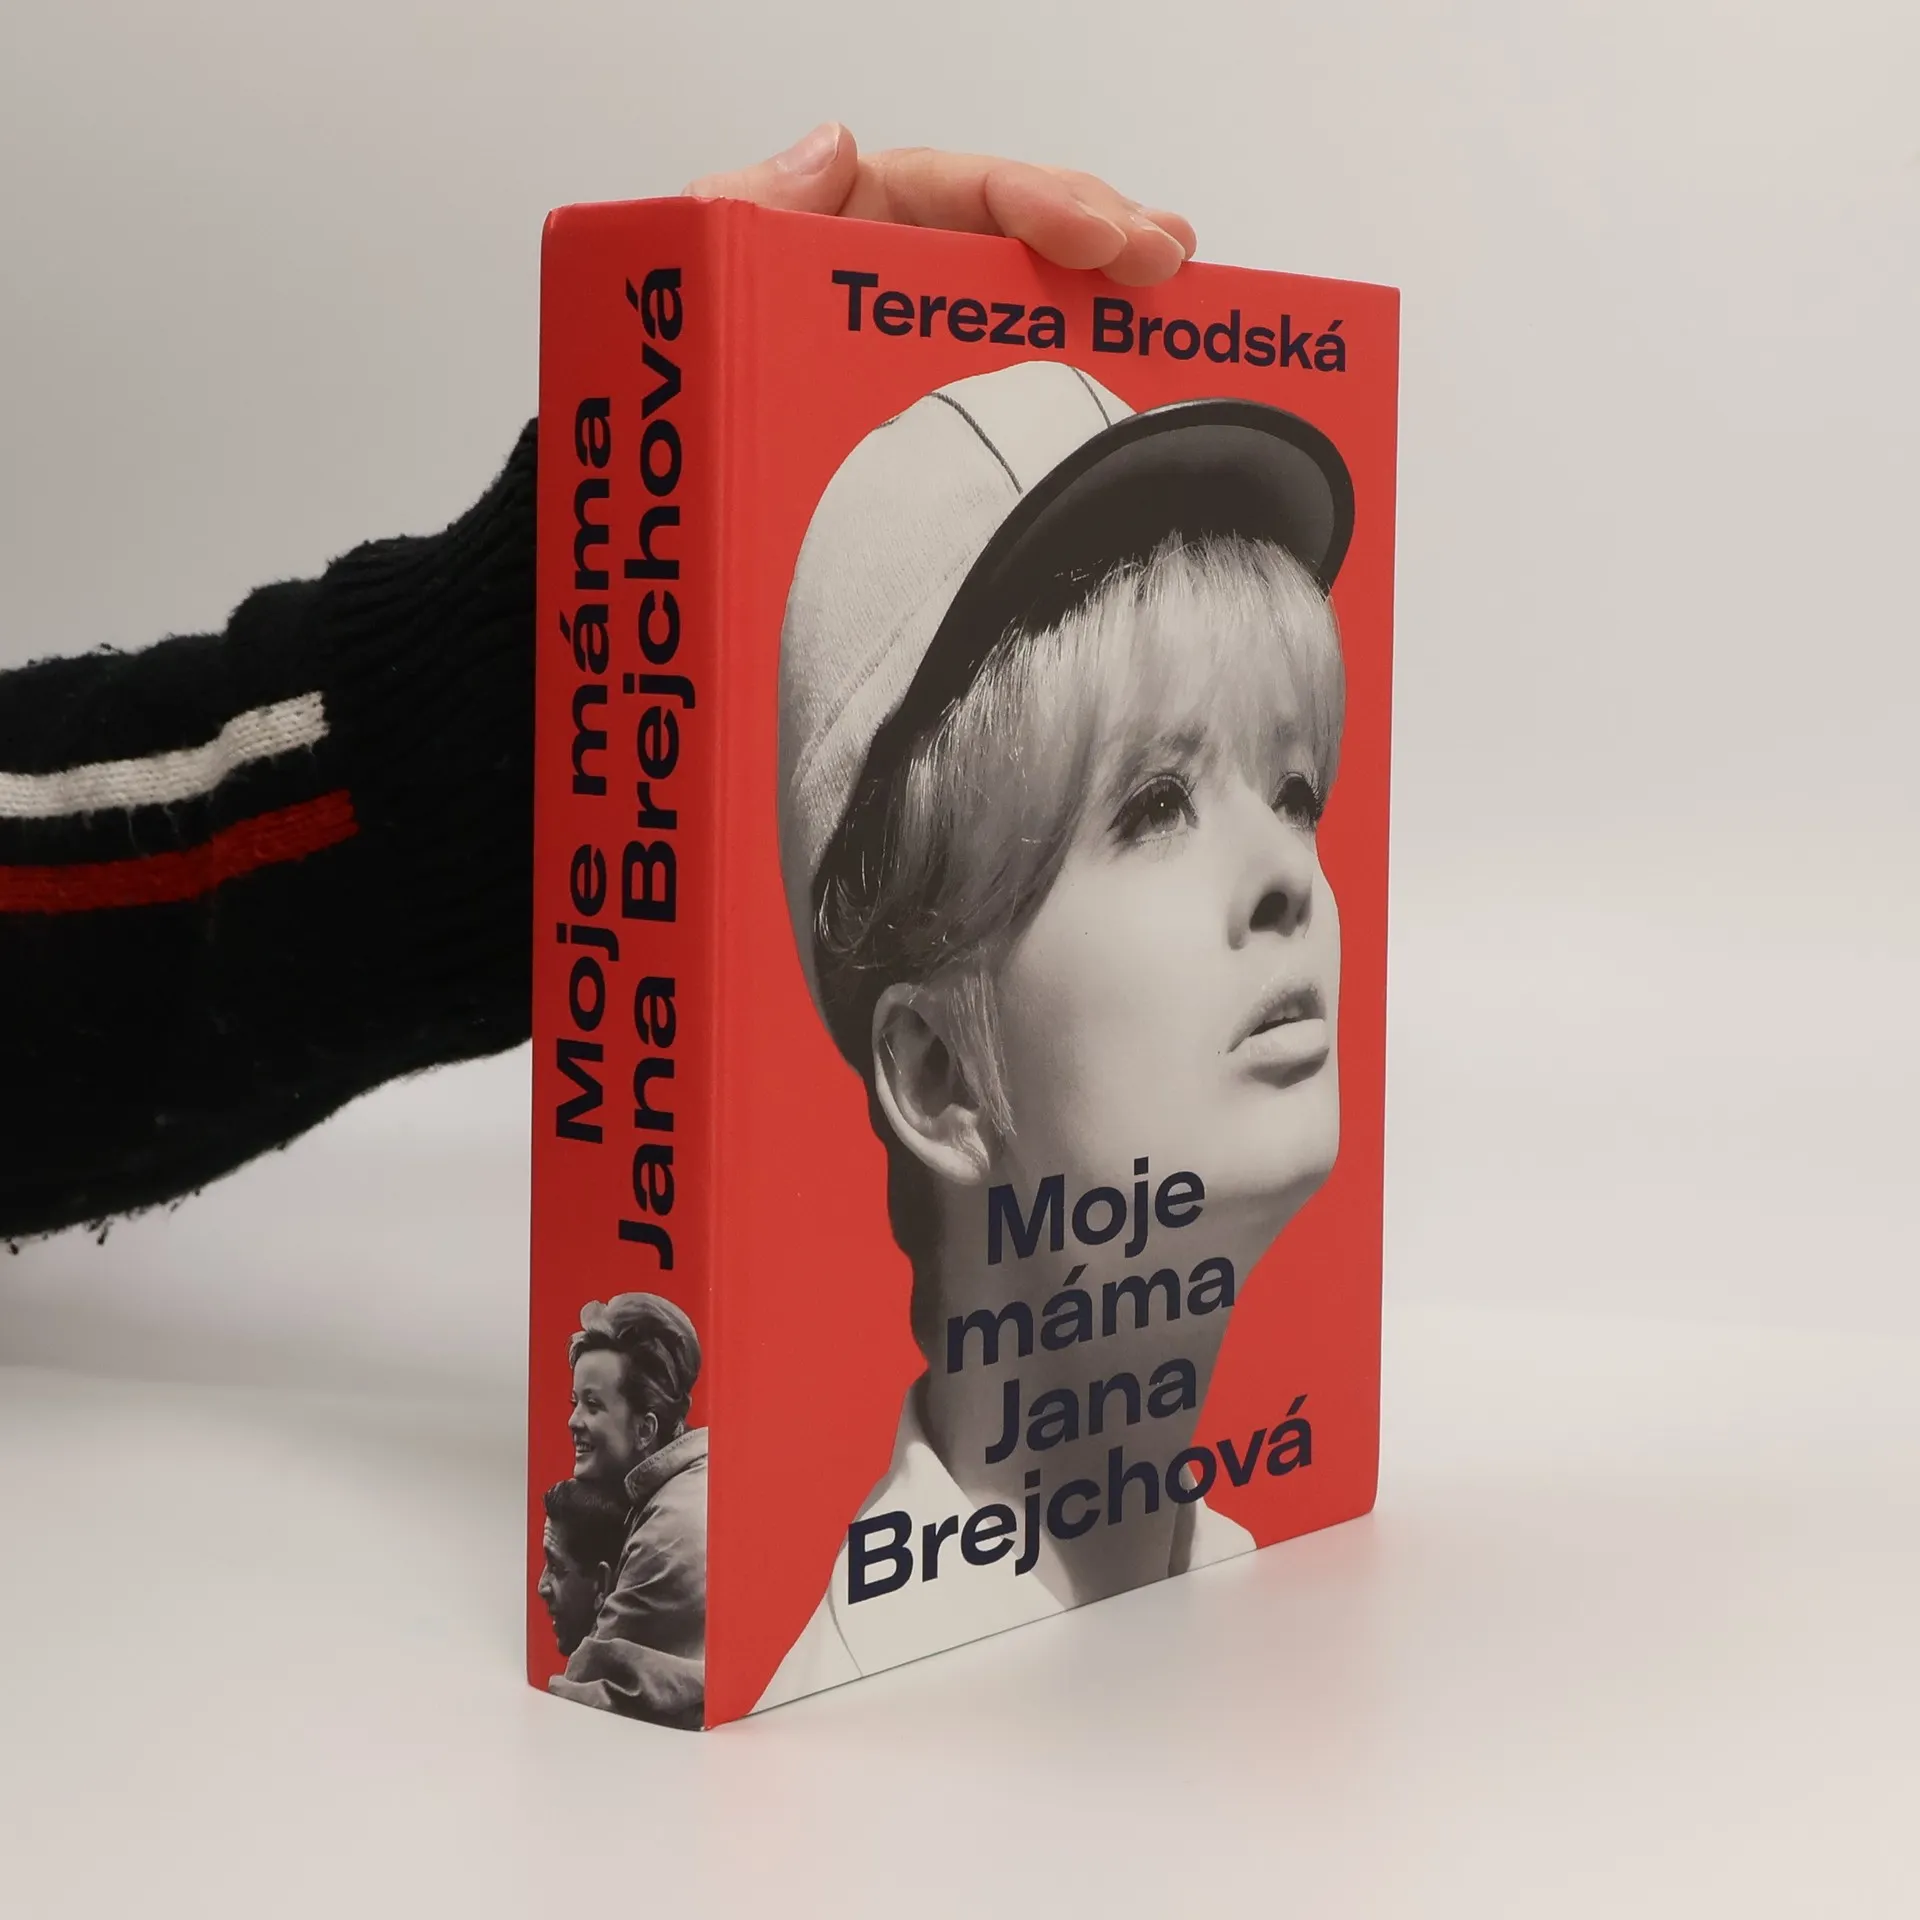 Moje máma
Jana Brejchová
Tereza Brodská
Moje
máma
Jana
Brejchová